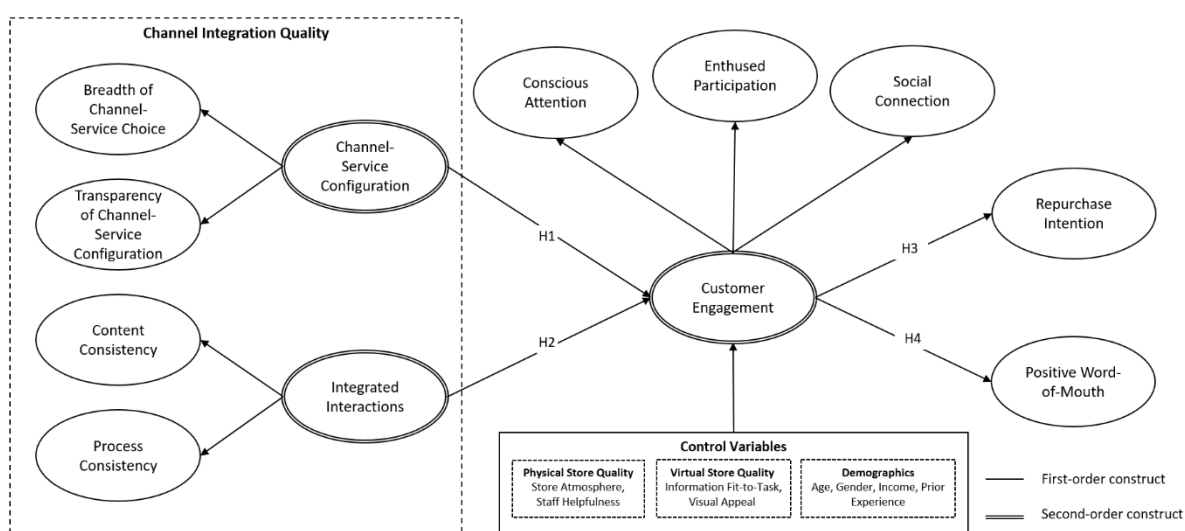 Channel Integration Quality
Breadth of
Channel-
Service Choice
Transparency
of Channel-
Service
Configuration
Channel-
Service
Configuration
Content
Consistency
Process
Consistency
Integrated
Interactions
H1
H2
Conscious
Attention
Enthused
Participation
Social
Connection
Customer
Engagement
H3
H4
Repurchase
Intention
Positive Word-
of-Mouth
Control Variables
Physical Store Quality
Store Atmosphere,
Staff Helpfulness
Virtual Store Quality
Information Fit-to-Task,
Visual Appeal
Demographics
Age, Gender, Income, Prior
Experience
First-order construct
Second-order construct